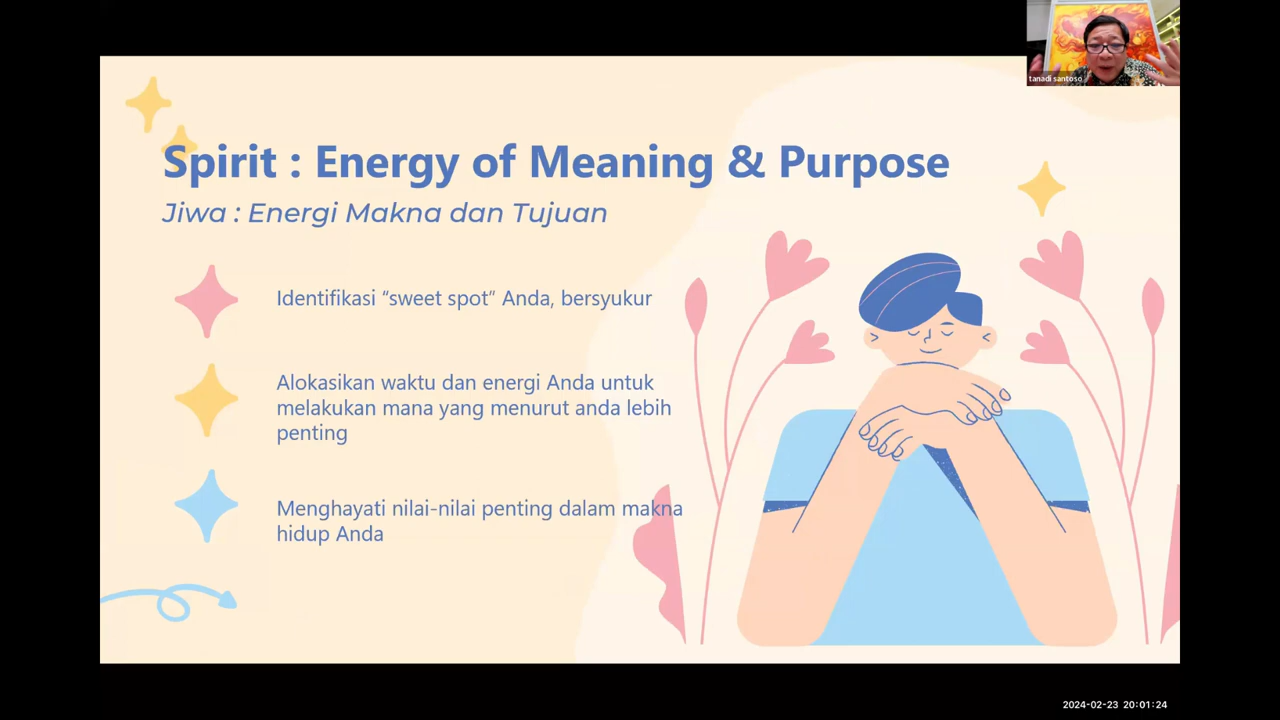 tanadi santoso
Spirit : Energy of Meaning & Purpose
Jiwa : Energi Makna dan Tujuan
Identifikasi “sweet spot” Anda, bersyukur
Alokasikan waktu dan energi Anda untuk
melakukan mana yang menurut anda lebih
penting
Menghayati nilai-nilai penting dalam makna
hidup Anda
2024-02-23 20:01:24